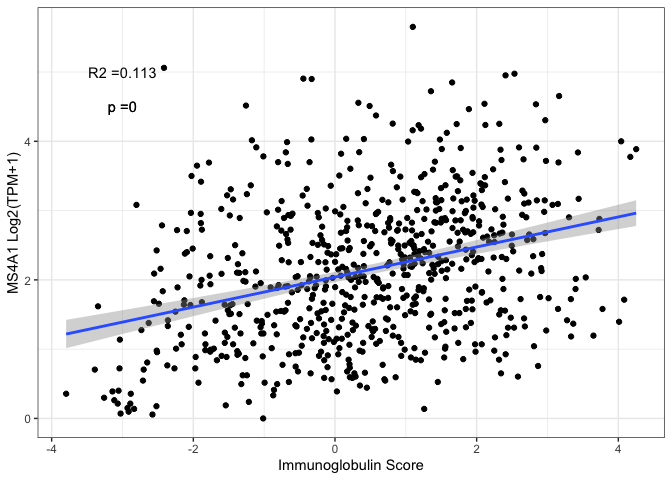 R2 =0.113
p =0
MS4A1 Log2(TPM+1)
4
2
0
-4
-2
0
2
4
Immunoglobulin Score